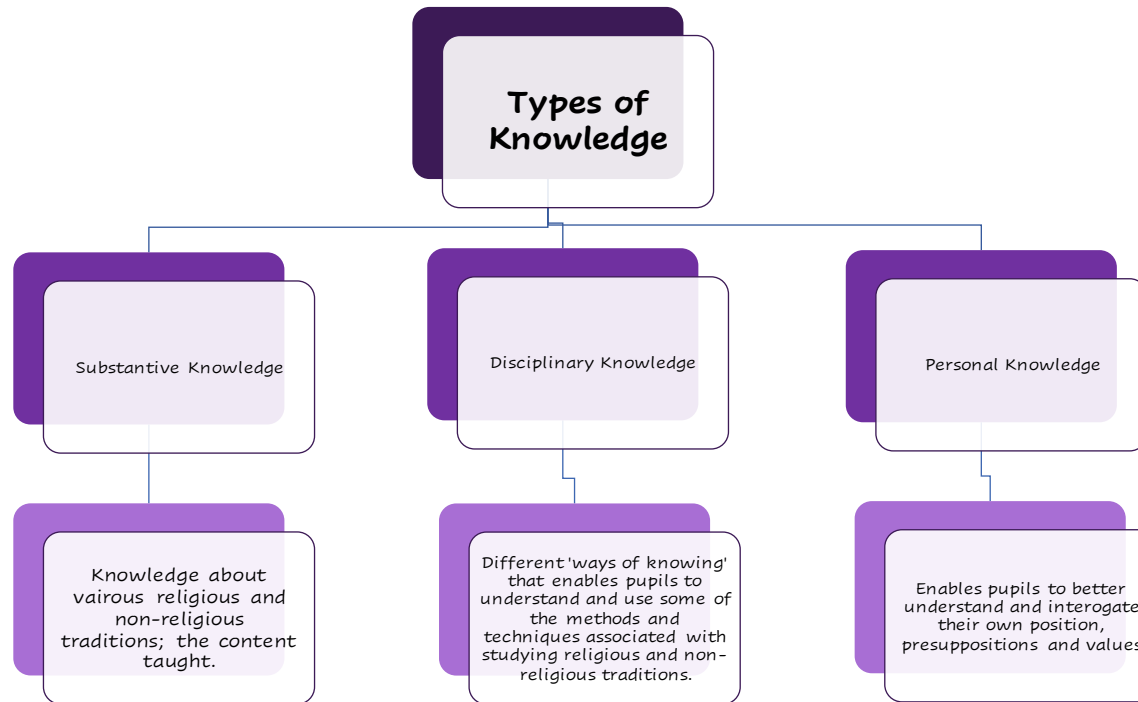 Types of
Knowledge
Substantive Knowledge
Disciplinary Knowledge
Personal Knowledge
Knowledge about
vairous religious and
non-religious
traditions; the content
taught.
Different 'ways of knowing'
that enables pupils to
understand and use some of
the methods and
techniques associated with
studying religious and non-
religious traditions.
Enables pupils to better
understand and interogate
their own position,
presuppositions and values